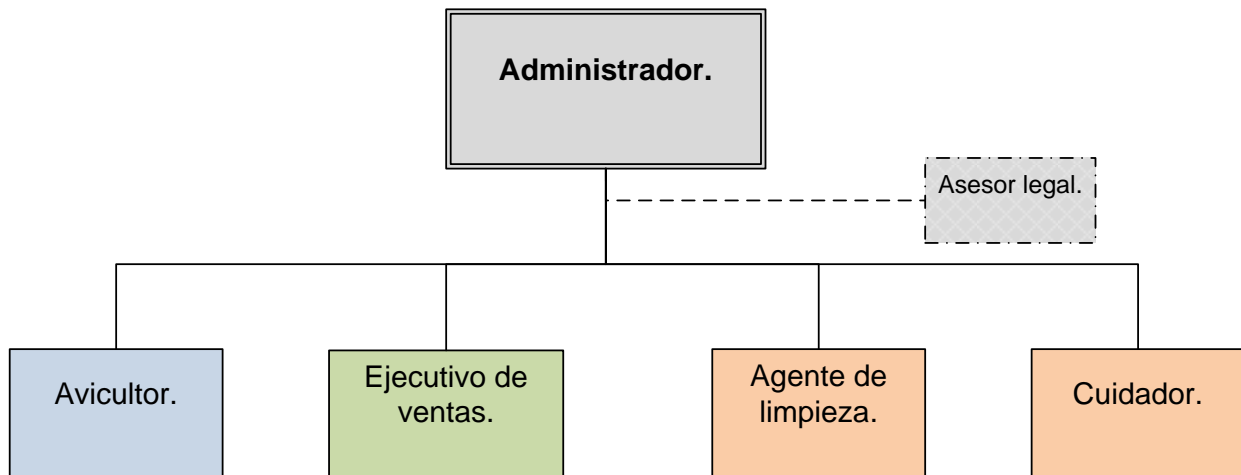 Administrador.
Asesor legal.
Avicultor.
Ejecutivo de
ventas.
Agente de
limpieza.
Cuidador.